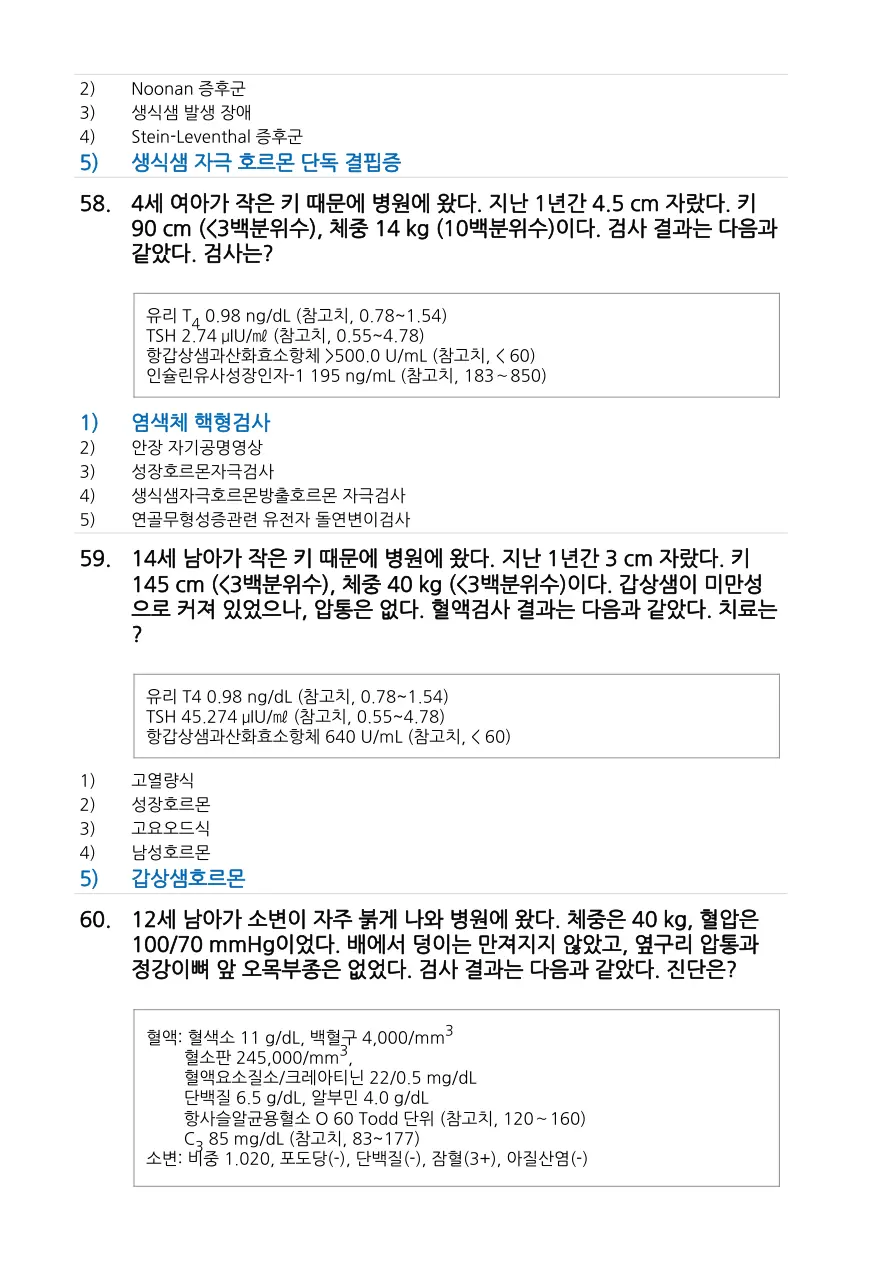 2) Noonan 증후군
3) 생식샘 발생 장애
4) Stein-Leventhal 증후군
5) 생식샘 자극 호르몬 단독 결핍증
58. 4세 여아가 작은 키 때문에 병원에 왔다. 지난 1년간 4.5 cm 자랐다. 키
90 cm (<3백분위수), 체중 14 kg (10백분위수)이다. 검사 결과는 다음과
같았다. 검사는?
유리 T4 0.98 ng/dL (참고치, 0.78~1.54)
TSH 2.74 μIU/㎖ (참고치, 0.55~4.78)
항갑상샘과산화효소항체 >500.0 U/mL (참고치, < 60)
인슐린유사성장인자-1 195 ng/mL (참고치, 183～850)
1) 염색체 핵형검사
2) 안장 자기공명영상
3) 성장호르몬자극검사
4) 생식샘자극호르몬방출호르몬 자극검사
5) 연골무형성증관련 유전자 돌연변이검사
59. 14세 남아가 작은 키 때문에 병원에 왔다. 지난 1년간 3 cm 자랐다. 키
145 cm (<3백분위수), 체중 40 kg (<3백분위수)이다. 갑상샘이 미만성
으로 커져 있었으나, 압통은 없다. 혈액검사 결과는 다음과 같았다. 치료는
?
유리 T4 0.98 ng/dL (참고치, 0.78~1.54)
TSH 45.274 μIU/㎖ (참고치, 0.55~4.78)
항갑상샘과산화효소항체 640 U/mL (참고치, < 60)
1) 고열량식
2) 성장호르몬
3) 고요오드식
4) 남성호르몬
5) 갑상샘호르몬
60. 12세 남아가 소변이 자주 붉게 나와 병원에 왔다. 체중은 40 kg, 혈압은
100/70 mmHg이었다. 배에서 덩이는 만져지지 않았고, 옆구리 압통과
정강이뼈 앞 오목부종은 없었다. 검사 결과는 다음과 같았다. 진단은?
혈액: 혈색소 11 g/dL, 백혈구 4,000/mm3
혈소판 245,000/mm3,
혈액요소질소/크레아티닌 22/0.5 mg/dL
단백질 6.5 g/dL, 알부민 4.0 g/dL
항사슬알균용혈소 O 60 Todd 단위 (참고치, 120～160)
C3 85 mg/dL (참고치, 83~177)
소변: 비중 1.020, 포도당(-), 단백질(-), 잠혈(3+), 아질산염(-)